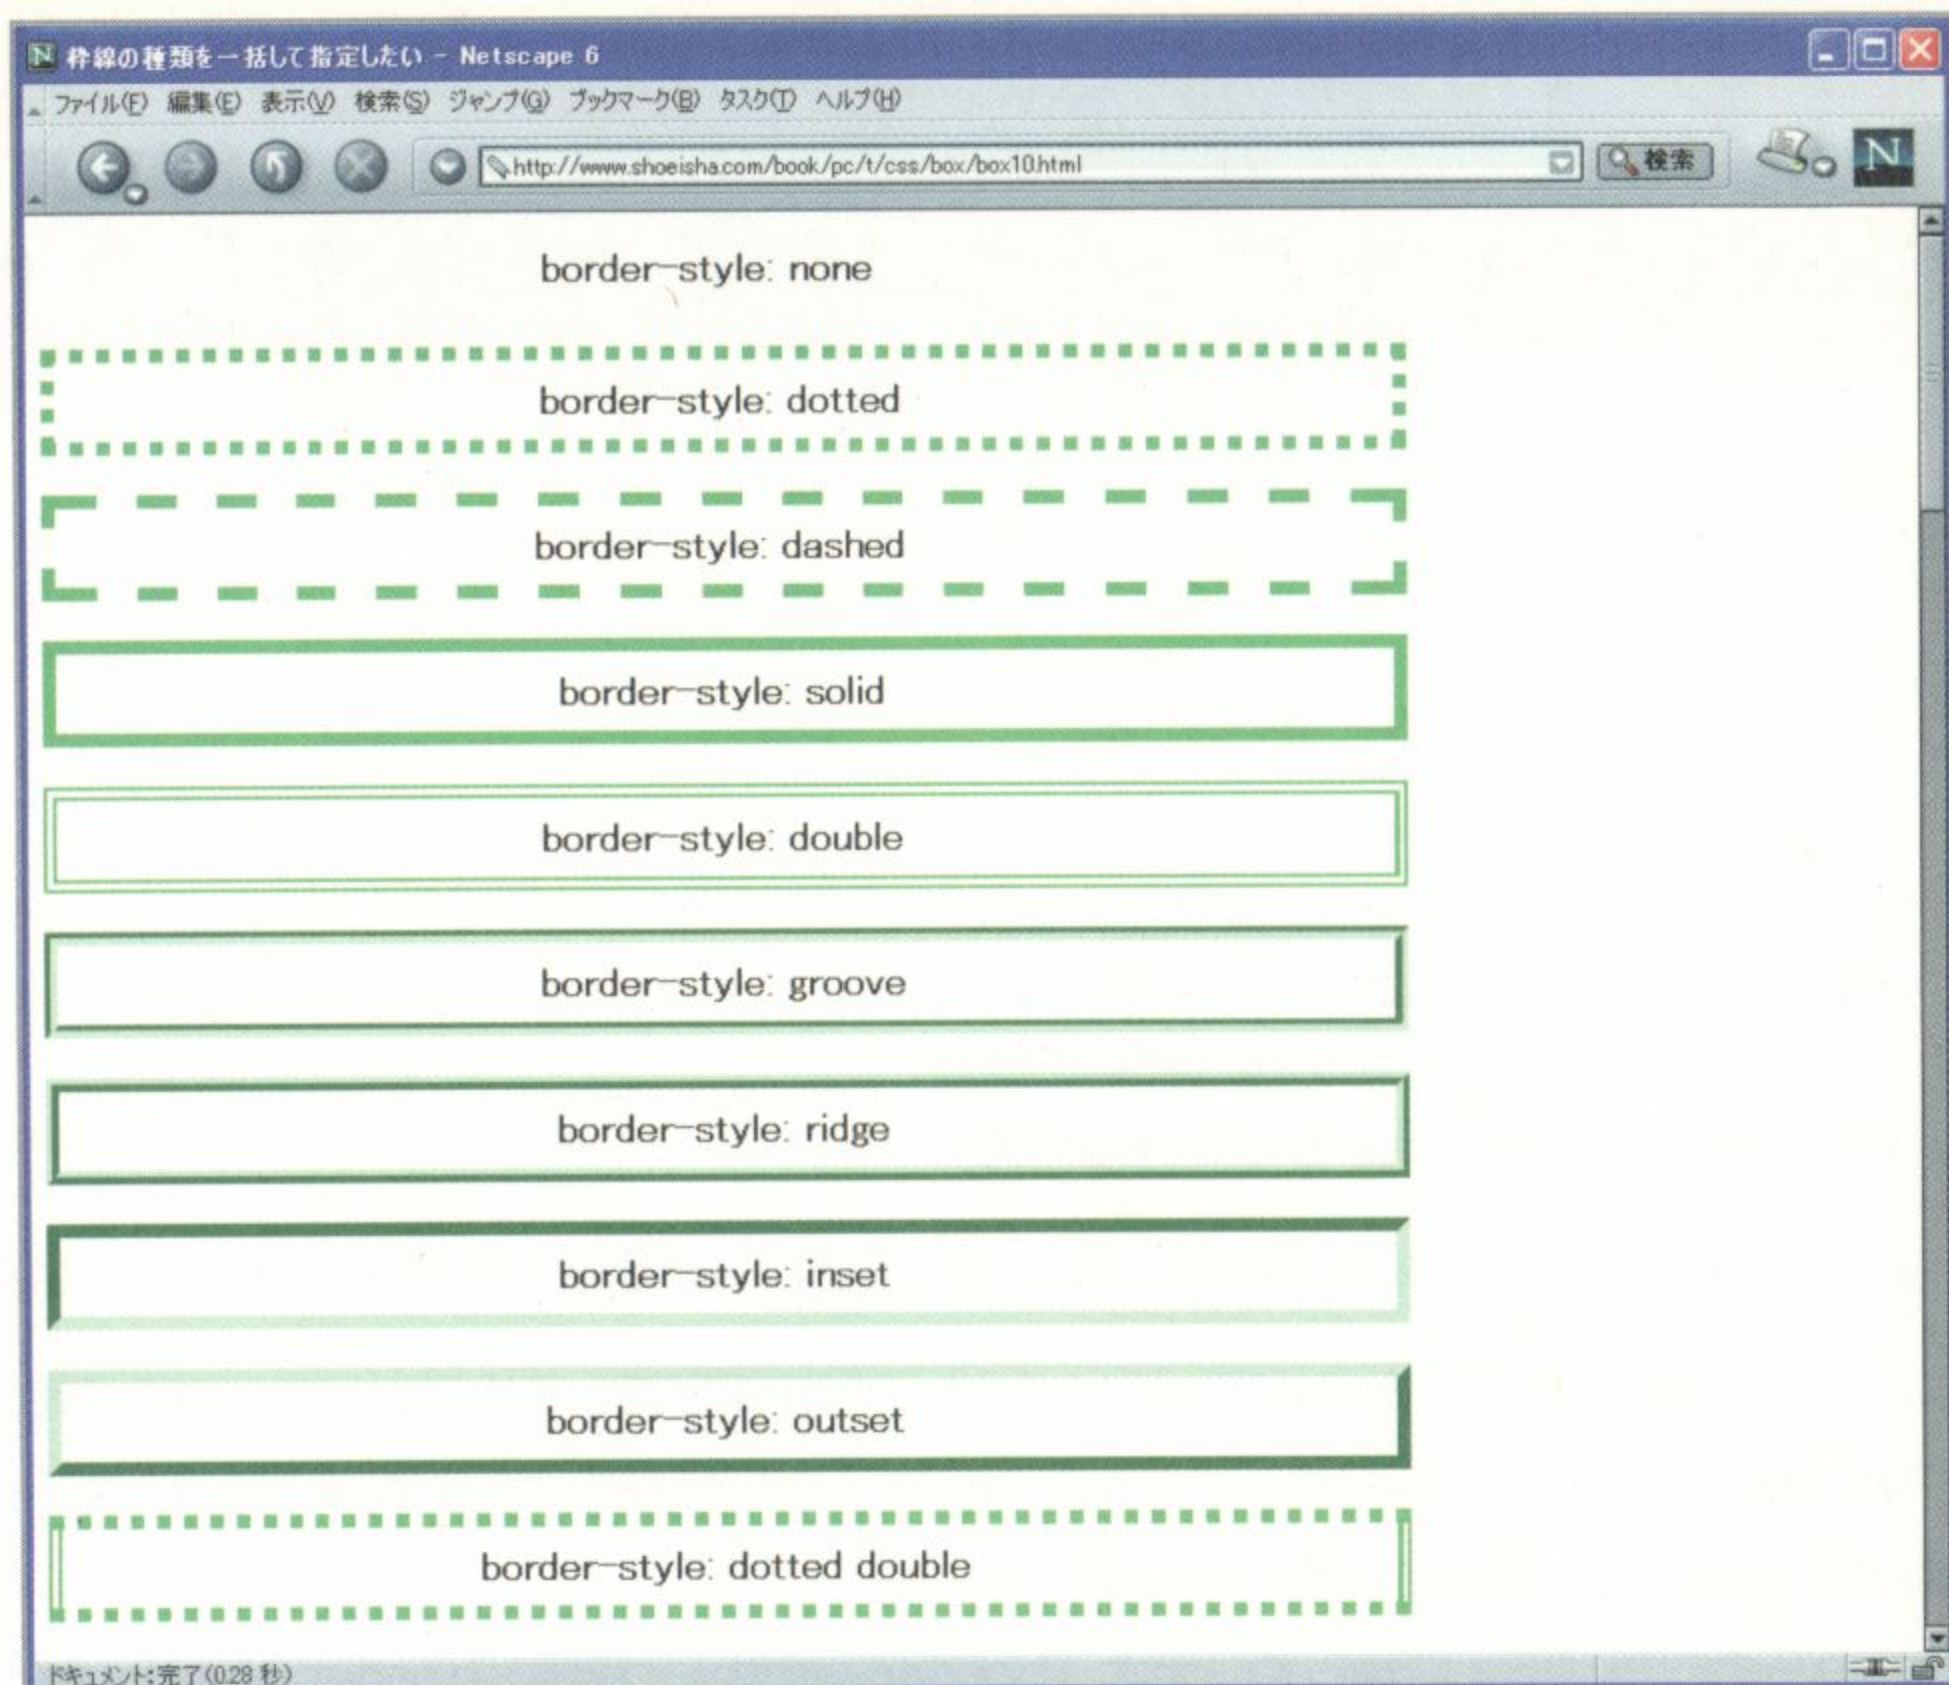 N 枠線の種類を一括して指定したい - Netscape 6
ファイル(F) 編集(E) 表示(V) 検索(S) ジャンプ(G) ブックマーク(B) タスク(T) ヘルプ(H)
http://www.shoeisha.com/book/pc/t/css/box/box10.html 検索 N
border-style: none
border-style: dotted
border-style: dashed
border-style: solid
border-style: double
border-style: groove
border-style: ridge
border-style: inset
border-style: outset
border-style: dotted double
ドキュメント:完了(0.28 秒)